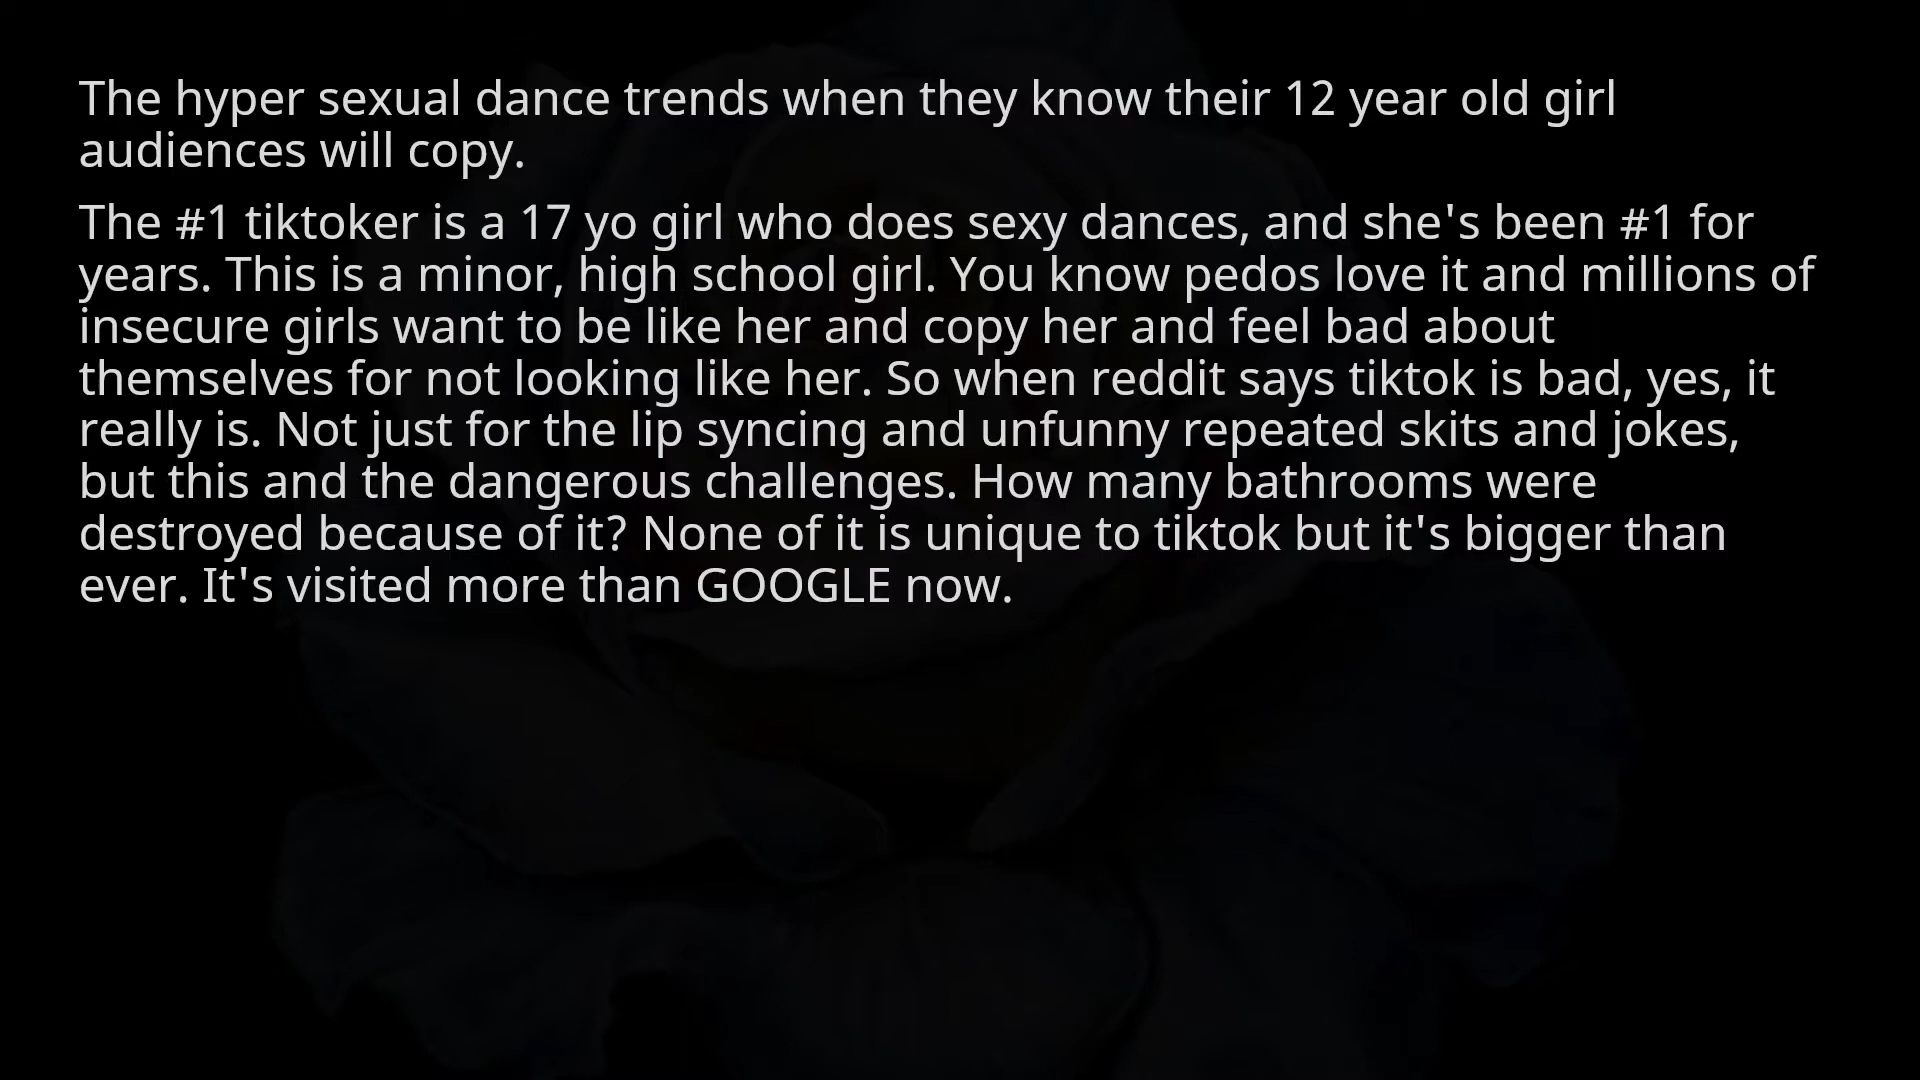 The hyper sexual dance trends when they know their 12 year old girl
audiences will copy.
The #1 tiktoker is a 17 yo girl who does sexy dances, and she's been #1 for
years. This is a minor, high school girl. You know pedos love it and millions of
insecure girls want to be like her and copy her and feel bad about
themselves for not looking like her. So when reddit says tiktok is bad, yes, it
really is. Not just for the lip syncing and unfunny repeated skits and jokes,
but this and the dangerous challenges. How many bathrooms were
destroyed because of it? None of it is unique to tiktok but it's bigger than
ever. It's visited more than GOOGLE now.